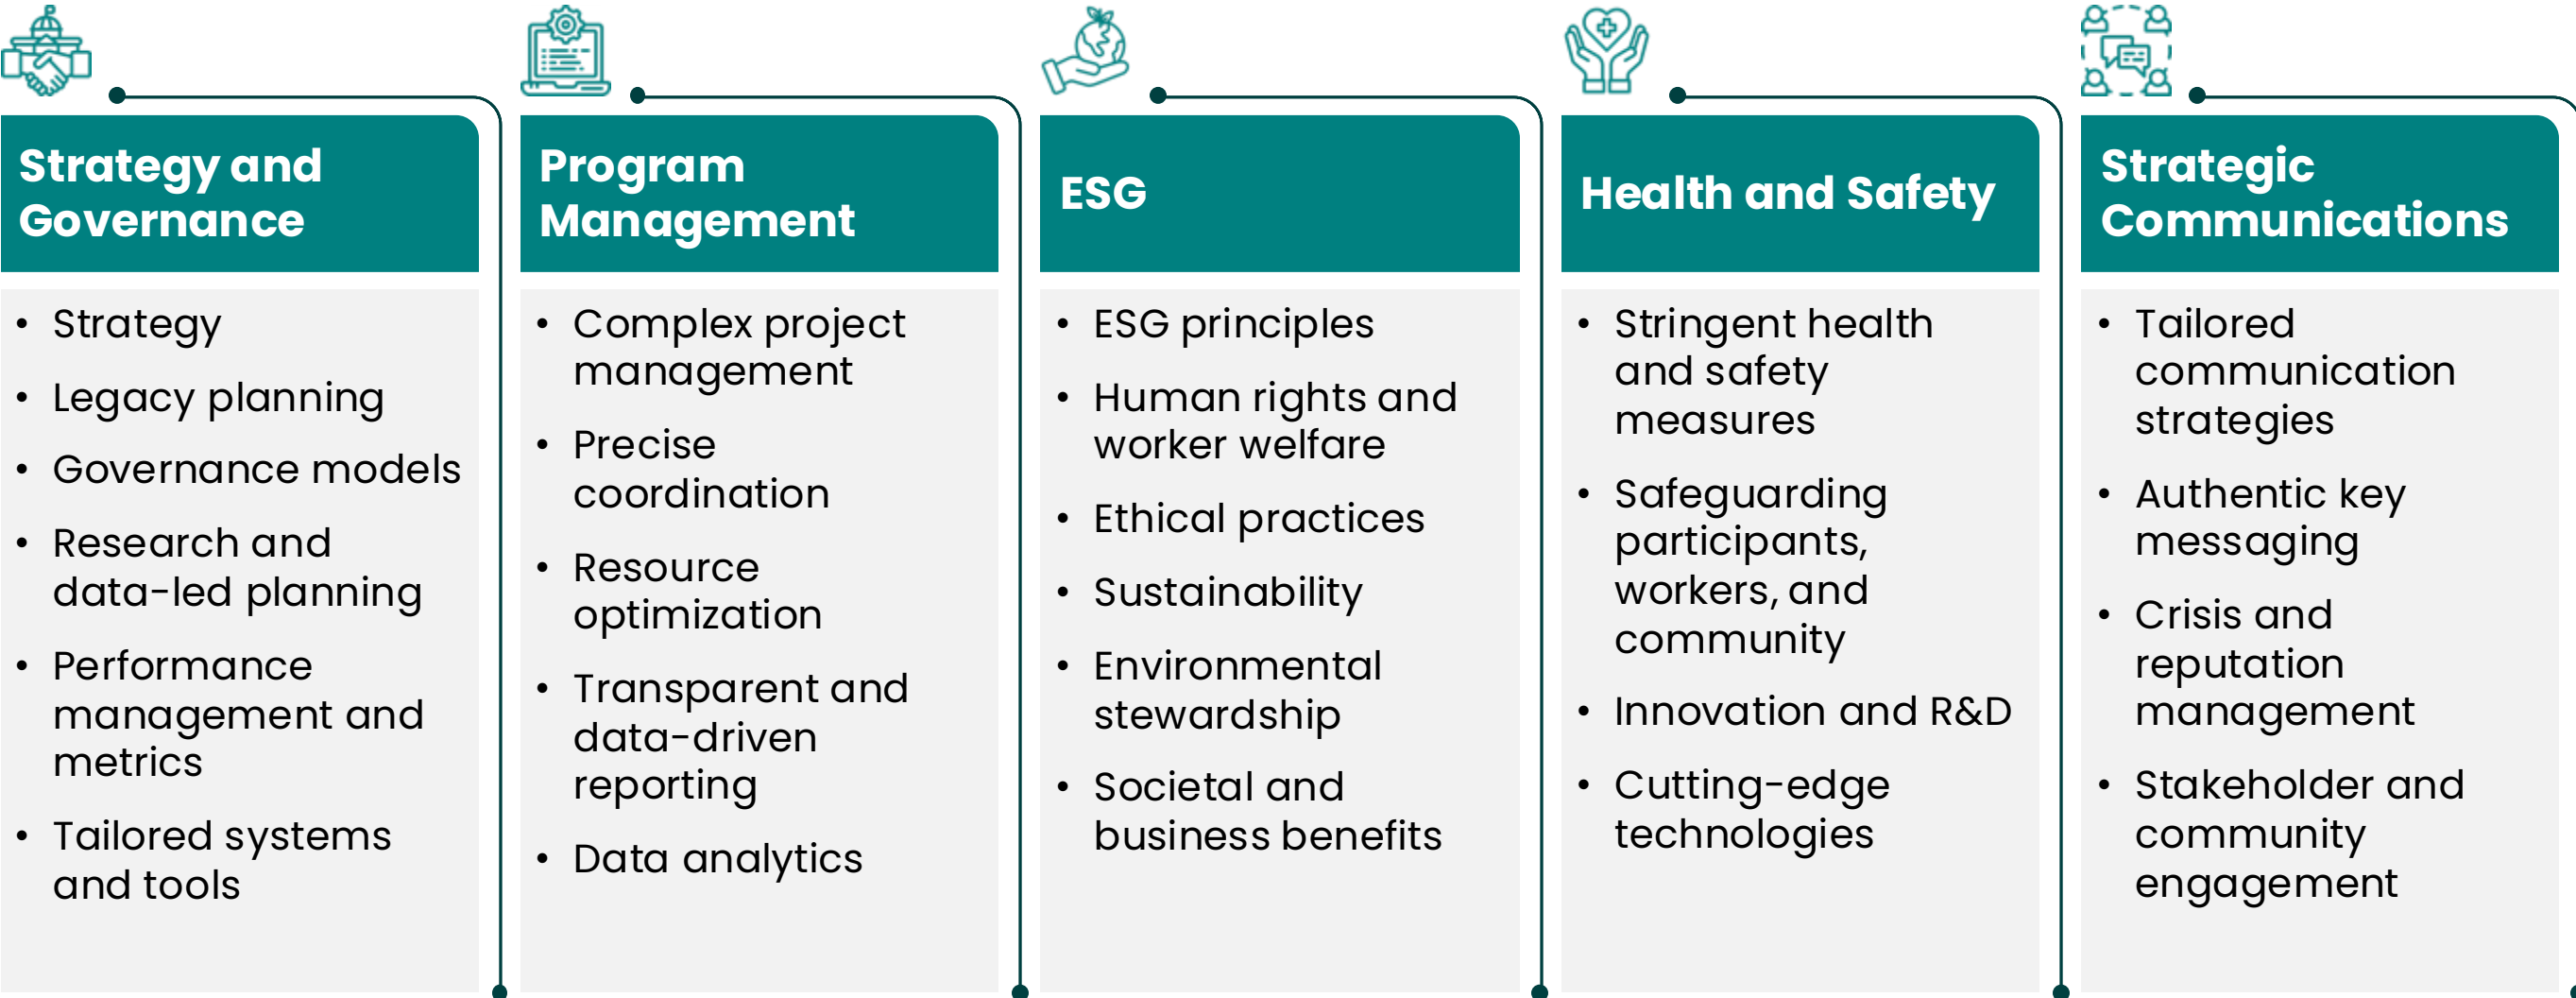 Strategy and
Governance
• Strategy
• Legacy planning
• Governance models
• Research and
data-led planning
• Performance
management and
metrics
• Tailored systems
and tools
Program
Management
• Complex project
management
• Precise
coordination
• Resource
optimization
• Transparent and
data-driven
reporting
• Data analytics
ESG
• ESG principles
• Human rights and
worker welfare
• Ethical practices
• Sustainability
• Environmental
stewardship
• Societal and
business benefits
Health and Safety
• Stringent health
and safety
measures
• Safeguarding
participants,
workers, and
community
• Innovation and R&D
• Cutting-edge
technologies
Strategic
Communications
• Tailored
communication
strategies
• Authentic key
messaging
• Crisis and
reputation
management
• Stakeholder and
community
engagement